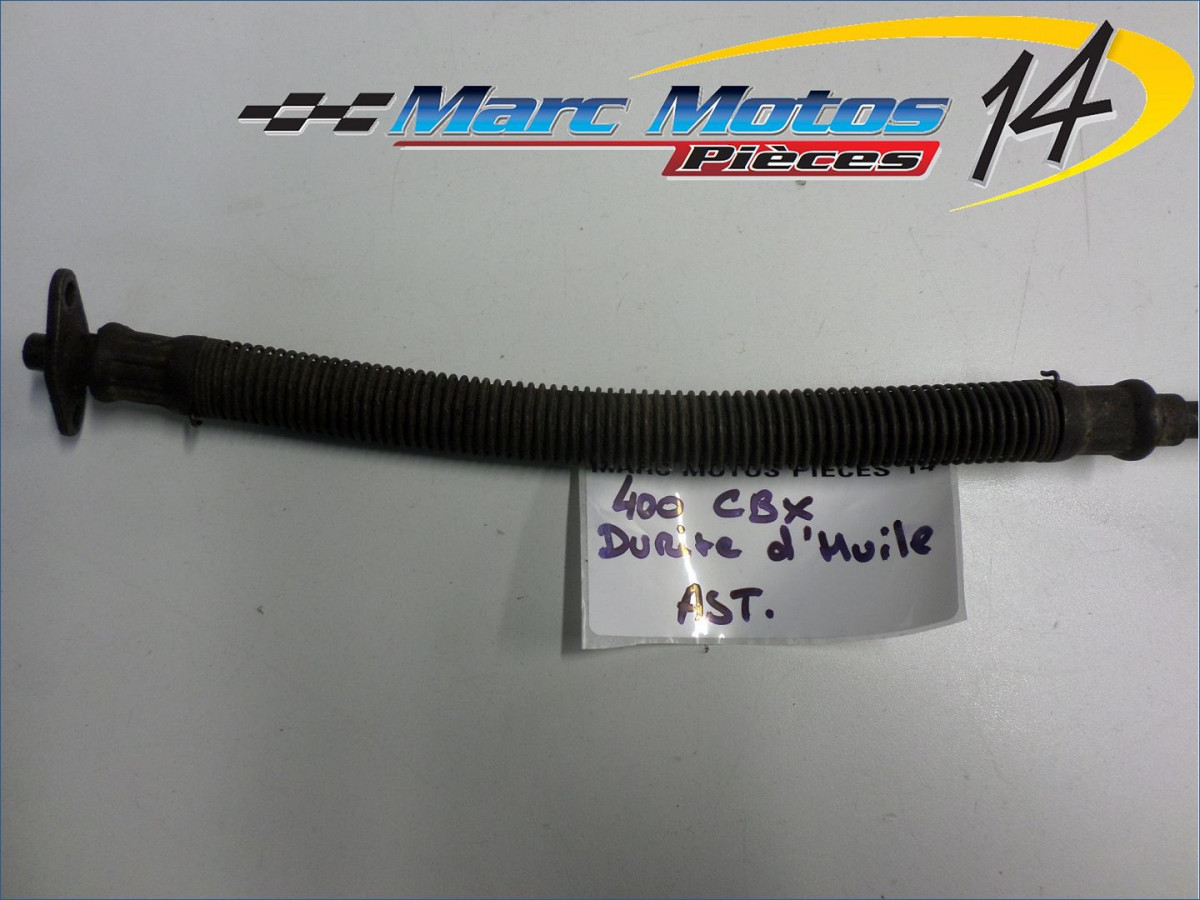 Marc Motos 14
Pièces
MARC MOTOS PIECES 14
400 CBX
Durite d'Huile
AST.